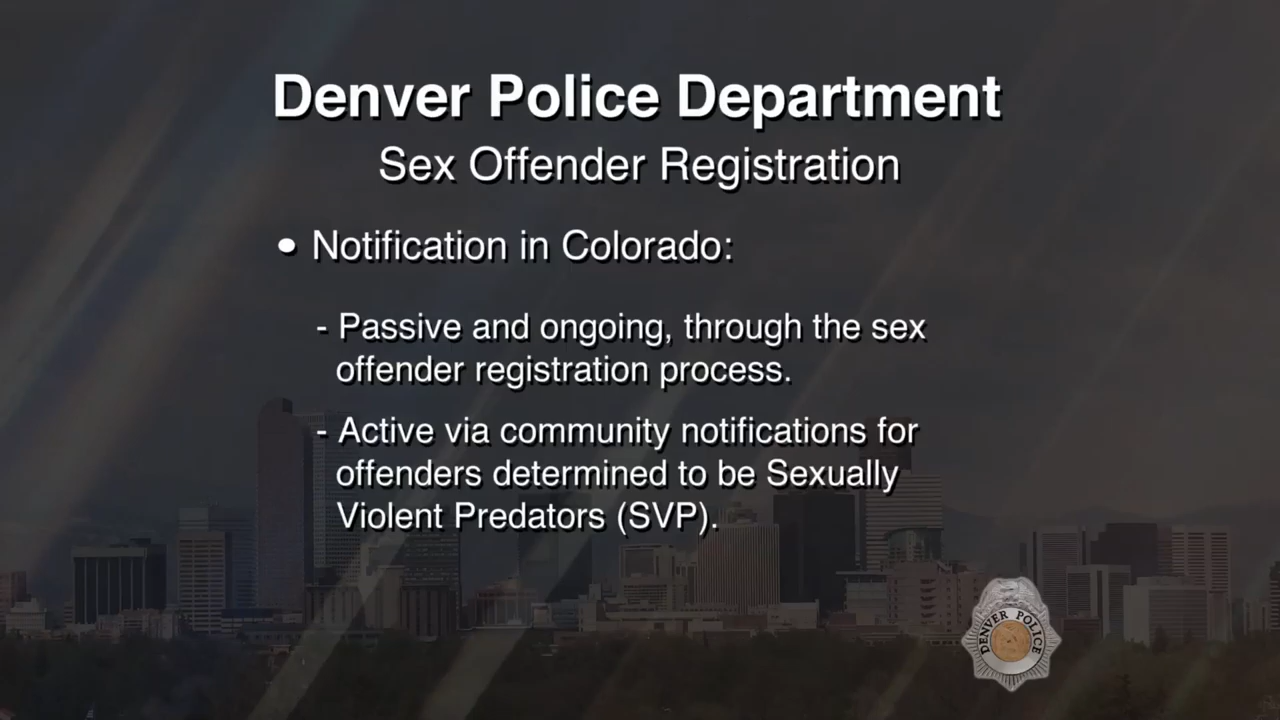 Denver Police Department
Sex Offender Registration
• Notification in Colorado:
- Passive and ongoing, through the sex
offender registration process.
- Active via community notifications for
offenders determined to be Sexually
Violent Predators (SVP).
DENVER POLICE